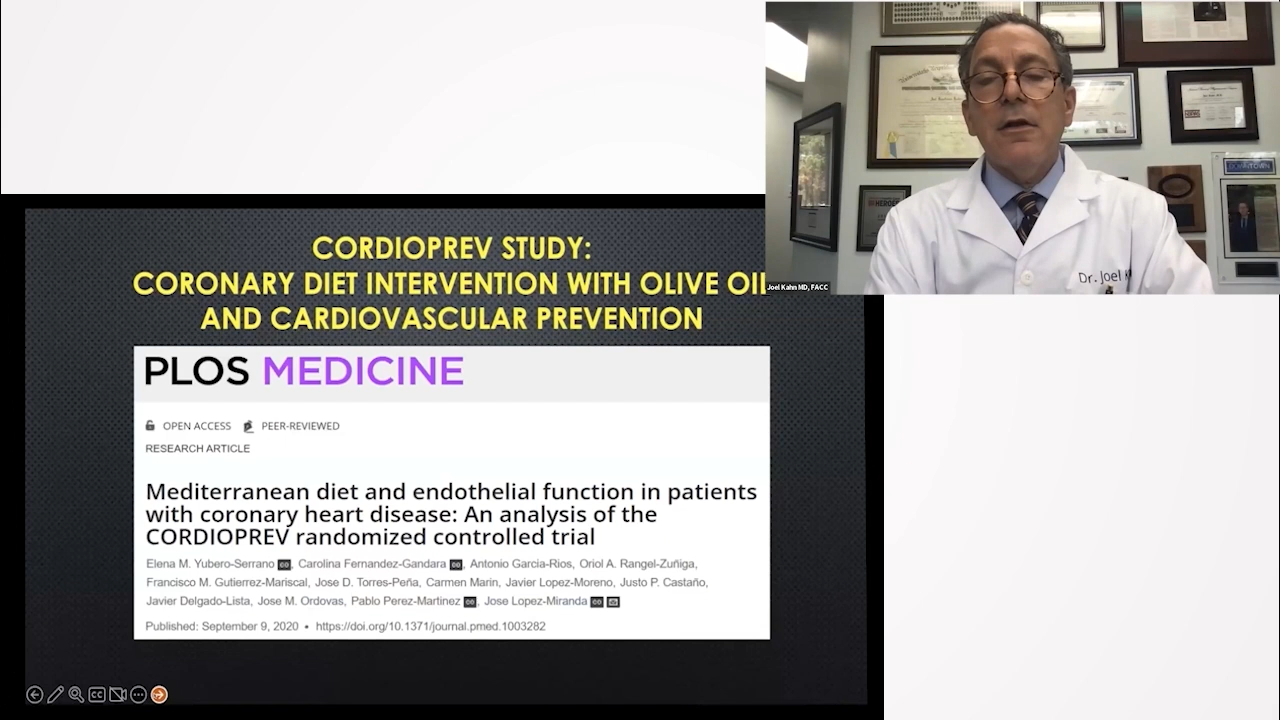 CORDIOPREV STUDY:
CORONARY DIET INTERVENTION WITH OLIVE OIL
AND CARDIOVASCULAR PREVENTION
PLOS MEDICINE
OPEN ACCESS PEER-REVIEWED
RESEARCH ARTICLE
Mediterranean diet and endothelial function in patients
with coronary heart disease: An analysis of the
CORDIOPREV randomized controlled trial
Elena M. Yubero-Serrano, Carolina Fernandez-Gandara, Antonio Garcia-Rios, Oriol A. Rangel-Zuñiga,
Francisco M. Gutierrez-Mariscal, Jose D. Torres-Peña, Carmen Marin, Javier Lopez-Moreno, Justo P. Castaño,
Javier Delgado-Lista, Jose M. Ordovas, Pablo Perez-Martinez, Jose Lopez-Miranda
Published: September 9, 2020 • https://doi.org/10.1371/journal.pmed.1003282
CC
Joel Kahn MD, FACC
Dr. Joel K
DOWNTOWN